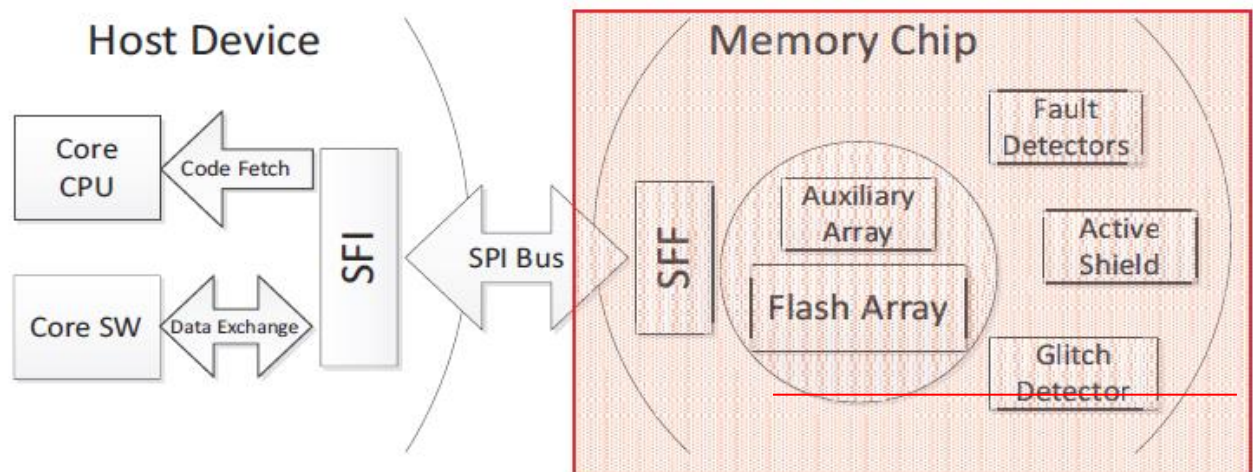 Host Device
Memory Chip
Core
CPU
Code Fetch
SFI
Core SW
Data Exchange
SPI Bus
SFF
Auxiliary
Array
Flash Array
Fault
Detectors
Active
Shield
Glitch
Detector